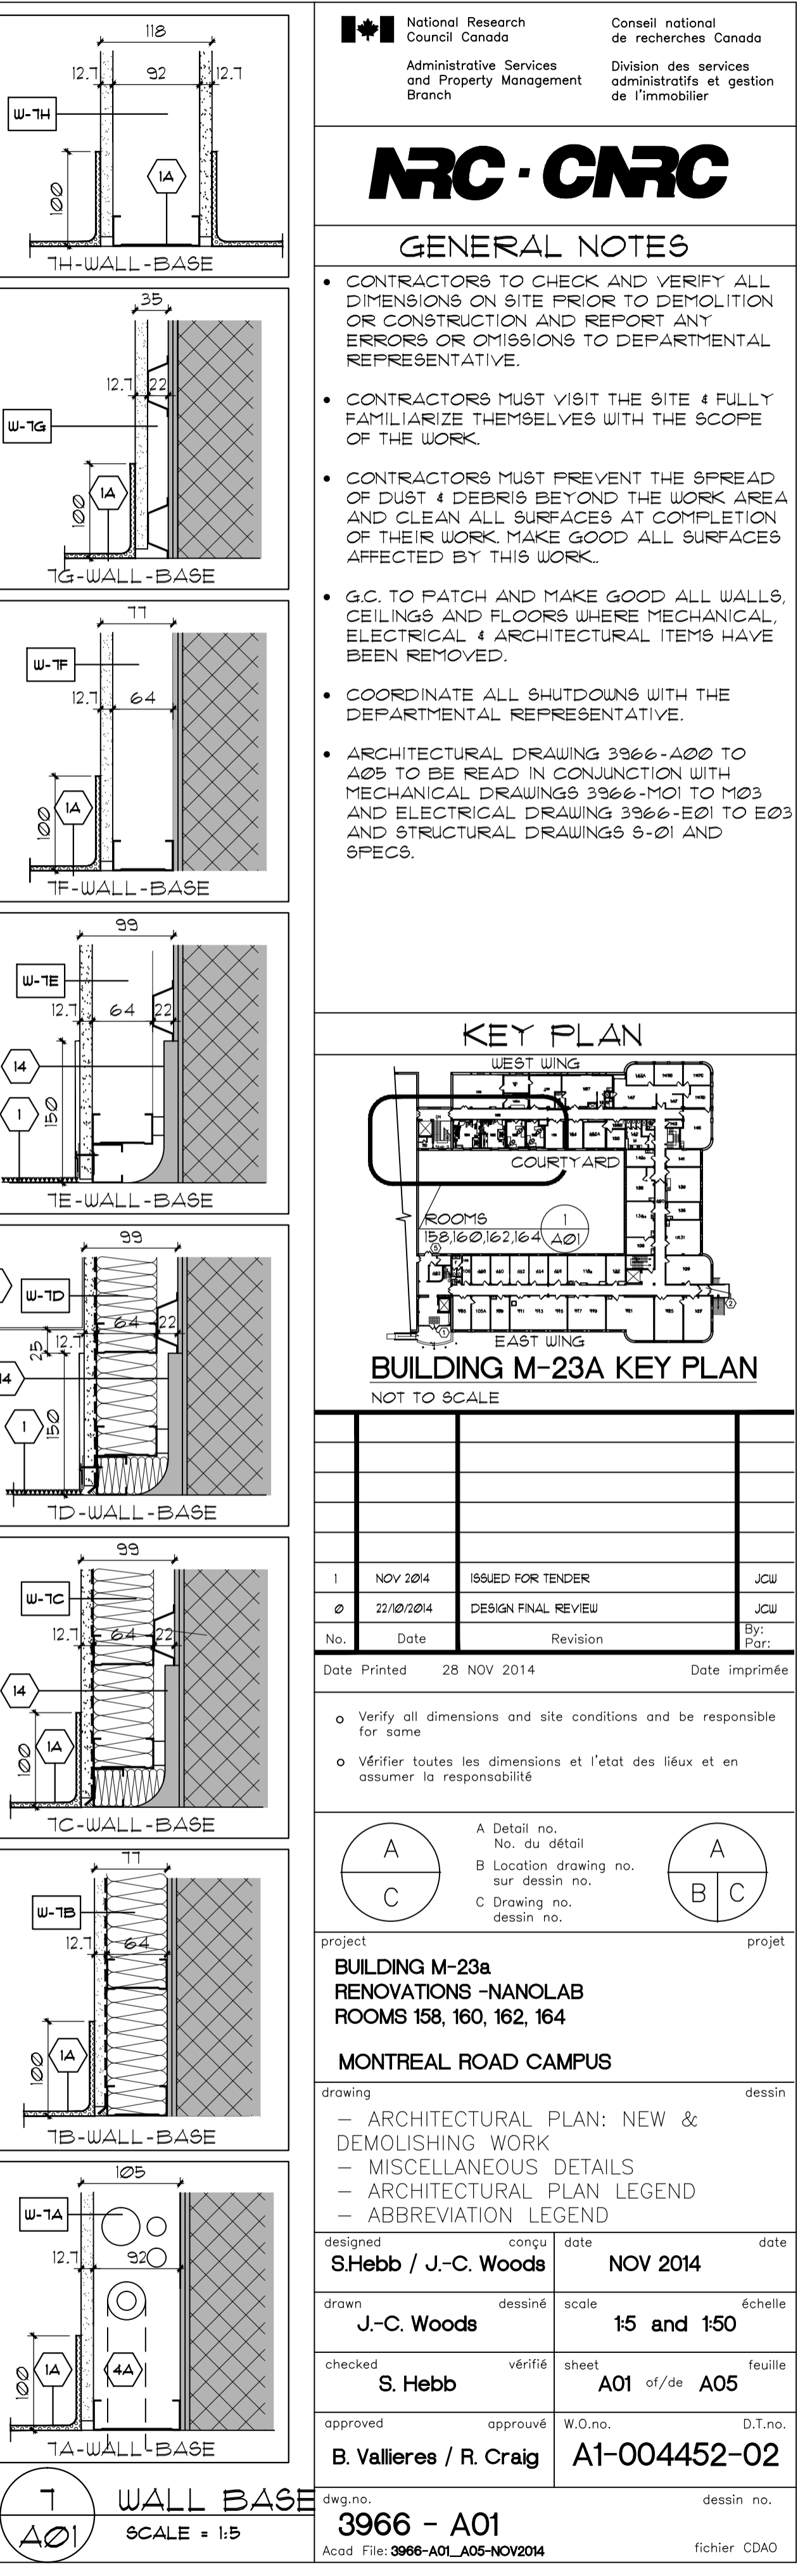 118
12.7 92 12.7
W-7H
1A
100
7H-WALL-BASE
35
12.7 22
W-7G
1A
100
7G-WALL-BASE
77
W-7F
12.7 64
1A
100
7F-WALL-BASE
99
W-7E
12.7 64 22
14
1
150
7E-WALL-BASE
99
W-7D
64 22
12.7
25
14
1
150
7D-WALL-BASE
99
W-7C
12.7 64 22
14
1A
100
7C-WALL-BASE
77
W-7B
12.7 64
1A
100
7B-WALL-BASE
105
W-7A
12.7 92
1A 4A
100
7A-WALL-BASE
7
A01
WALL BASE
SCALE = 1:5
National Research
Council Canada
Conseil national
de recherches Canada
Administrative Services
and Property Management
Branch
Division des services
administratifs et gestion
de l'immobilier
NRC · CNRC
GENERAL NOTES
• CONTRACTORS TO CHECK AND VERIFY ALL
DIMENSIONS ON SITE PRIOR TO DEMOLITION
OR CONSTRUCTION AND REPORT ANY
ERRORS OR OMISSIONS TO DEPARTMENTAL
REPRESENTATIVE.
• CONTRACTORS MUST VISIT THE SITE & FULLY
FAMILIARIZE THEMSELVES WITH THE SCOPE
OF THE WORK.
• CONTRACTORS MUST PREVENT THE SPREAD
OF DUST & DEBRIS BEYOND THE WORK AREA
AND CLEAN ALL SURFACES AT COMPLETION
OF THEIR WORK. MAKE GOOD ALL SURFACES
AFFECTED BY THIS WORK..
• G.C. TO PATCH AND MAKE GOOD ALL WALLS,
CEILINGS AND FLOORS WHERE MECHANICAL,
ELECTRICAL & ARCHITECTURAL ITEMS HAVE
BEEN REMOVED.
• COORDINATE ALL SHUTDOWNS WITH THE
DEPARTMENTAL REPRESENTATIVE.
• ARCHITECTURAL DRAWING 3966-A00 TO
A05 TO BE READ IN CONJUNCTION WITH
MECHANICAL DRAWINGS 3966-M01 TO M03
AND ELECTRICAL DRAWING 3966-E01 TO E03
AND STRUCTURAL DRAWINGS S-01 AND
SPECS.
KEY PLAN
WEST WING
COURTYARD
ROOMS
158,160,162,164
1
A01
EAST WING
BUILDING M-23A KEY PLAN
NOT TO SCALE
1 NOV 2014 ISSUED FOR TENDER JCW
0 22/10/2014 DESIGN FINAL REVIEW JCW
No. Date Revision By:
Par:
Date Printed 28 NOV 2014 Date imprimée
o Verify all dimensions and site conditions and be responsible
for same
o Vérifier toutes les dimensions et l'etat des liéux et en
assumer la responsabilité
A
C
A Detail no.
No. du détail
B Location drawing no.
sur dessin no.
C Drawing no.
dessin no.
A
B C
project projet
BUILDING M-23a
RENOVATIONS -NANOLAB
ROOMS 158, 160, 162, 164
MONTREAL ROAD CAMPUS
drawing dessin
— ARCHITECTURAL PLAN: NEW &
DEMOLISHING WORK
— MISCELLANEOUS DETAILS
— ARCHITECTURAL PLAN LEGEND
— ABBREVIATION LEGEND
designed conçu
S.Hebb / J.-C. Woods
date date
NOV 2014
drawn dessiné
J.-C. Woods
scale échelle
1:5 and 1:50
checked vérifié
S. Hebb
sheet feuille
A01 of/de A05
approved approuvé
B. Vallieres / R. Craig
W.O.no. D.T.no.
A1-004452-02
dwg.no. dessin no.
3966 - A01
Acad File: 3966-A01_A05-NOV2014 fichier CDAO